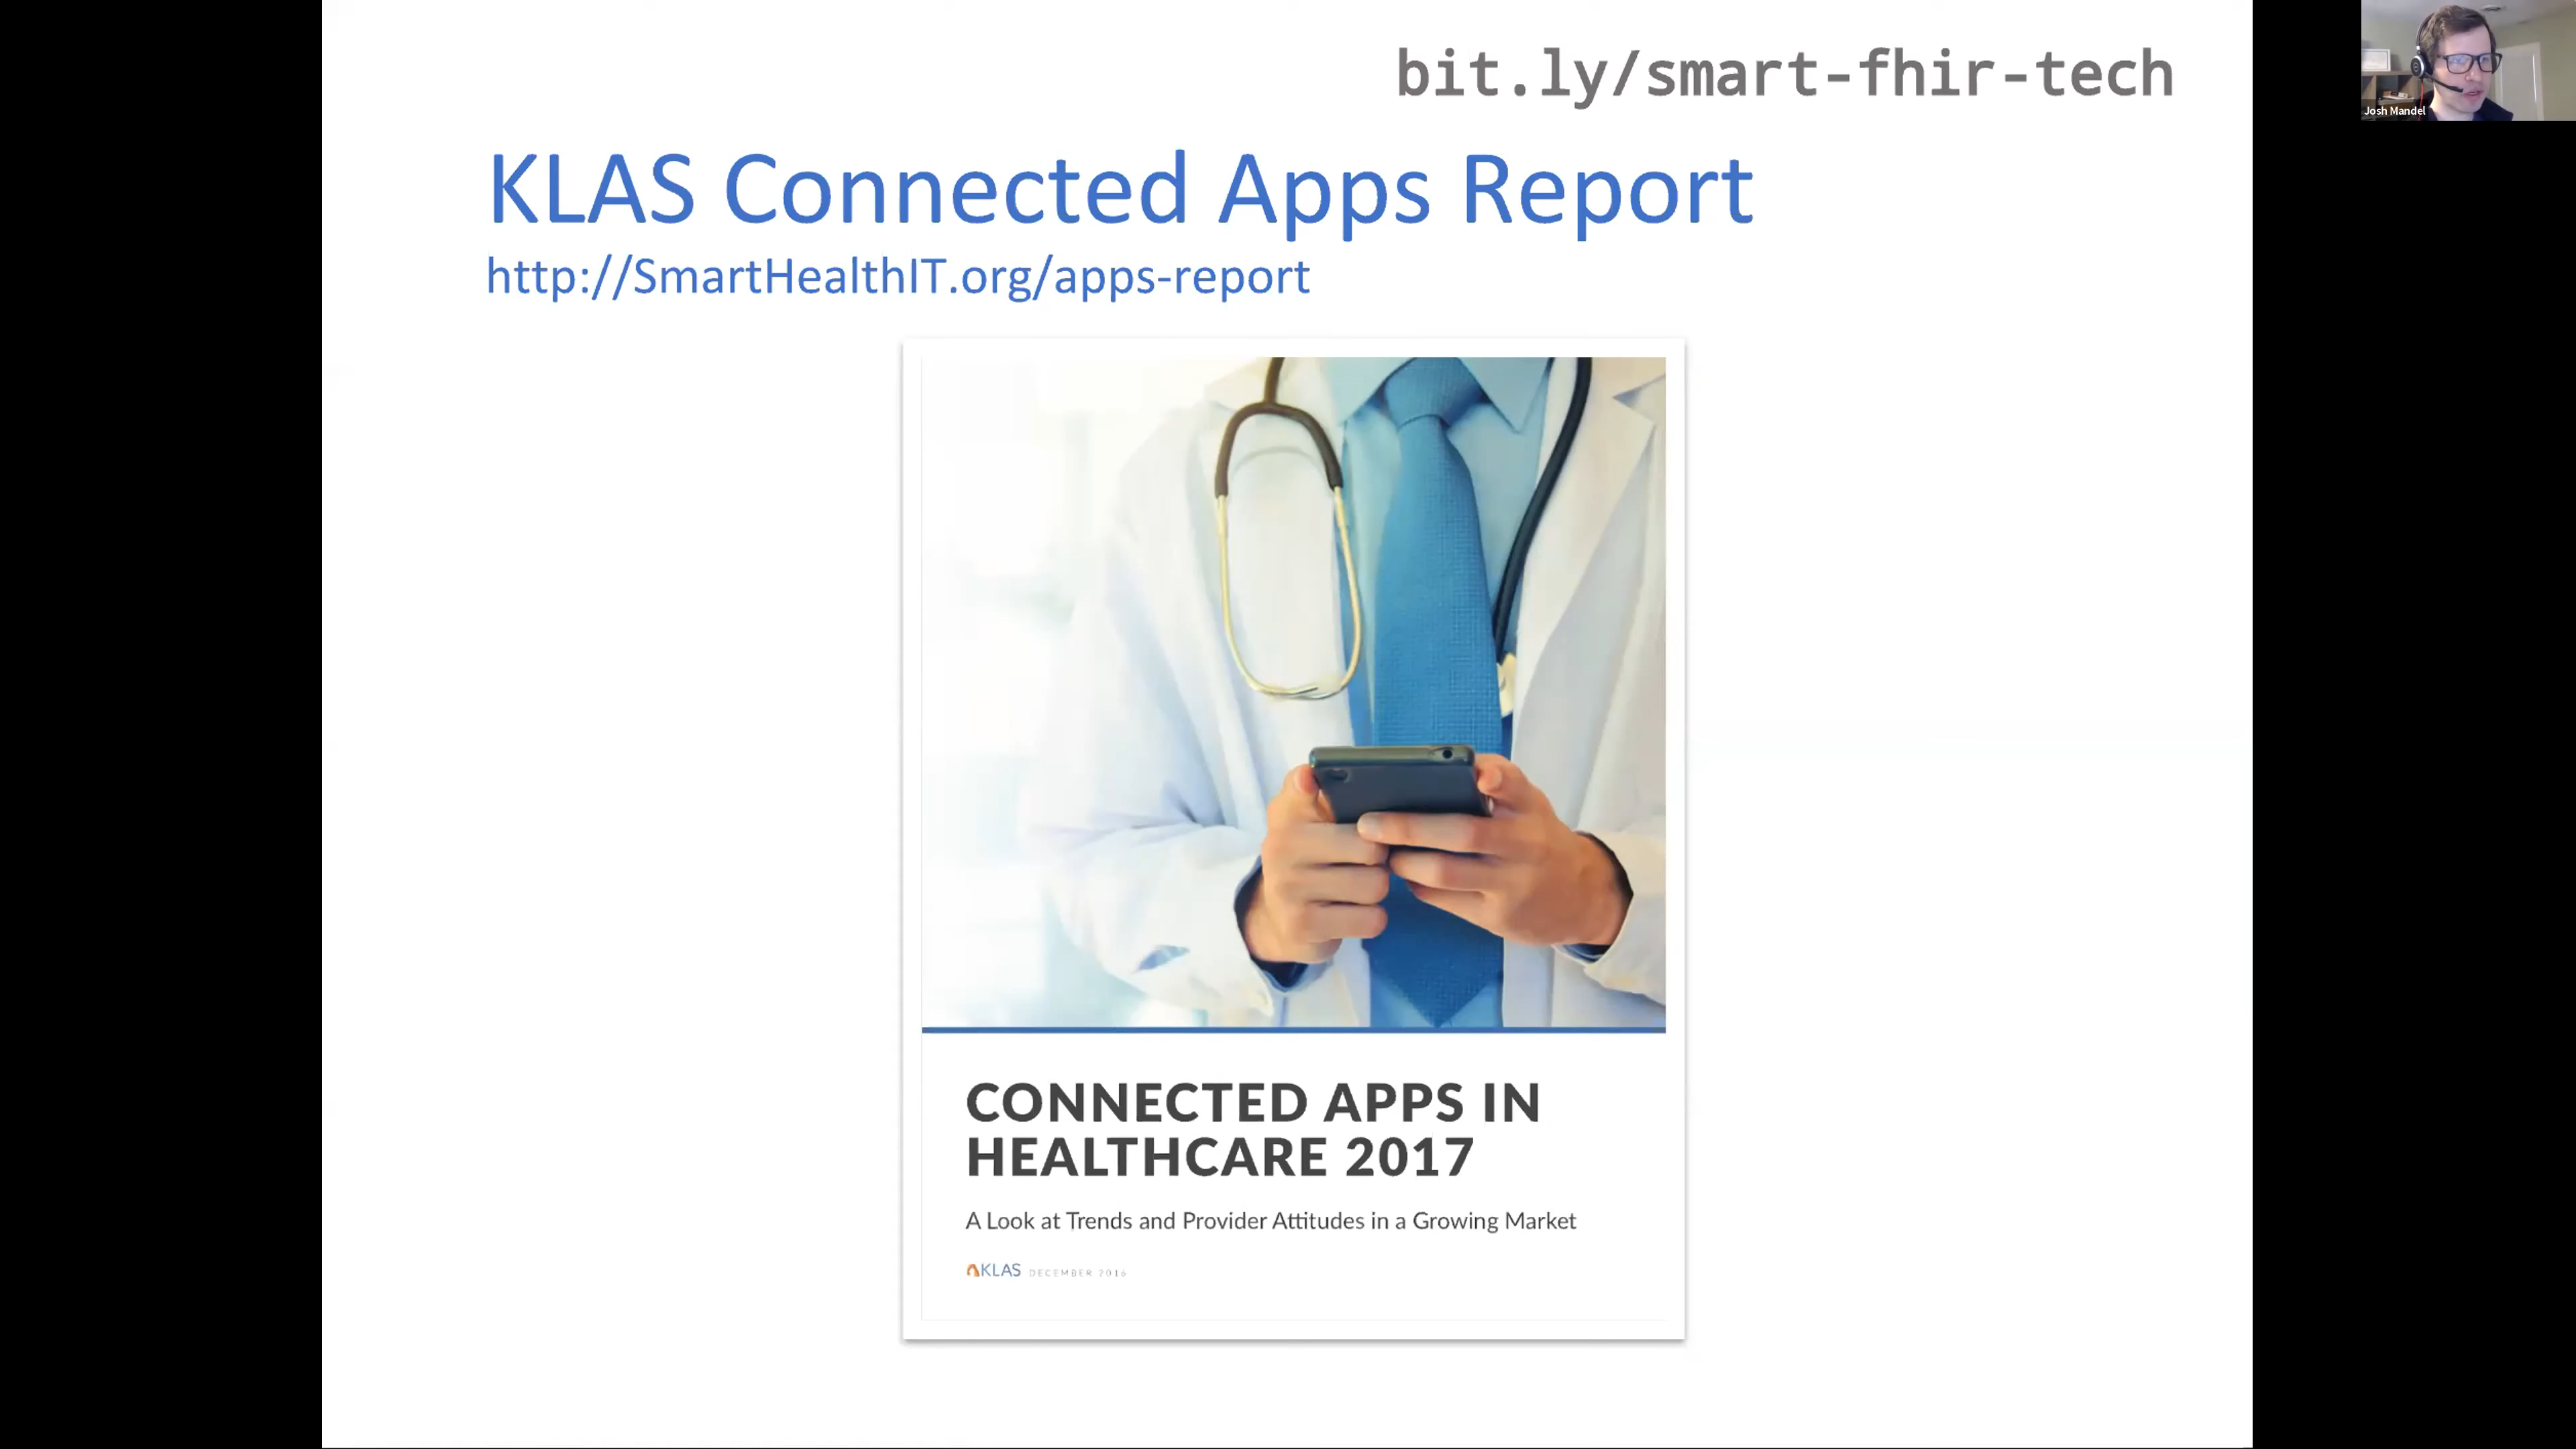 bit.ly/smart-fhir-tech
Josh Mandel
KLAS Connected Apps Report
http://SmartHealthIT.org/apps-report
CONNECTED APPS IN
HEALTHCARE 2017
A Look at Trends and Provider Attitudes in a Growing Market
KLAS DECEMBER 2016